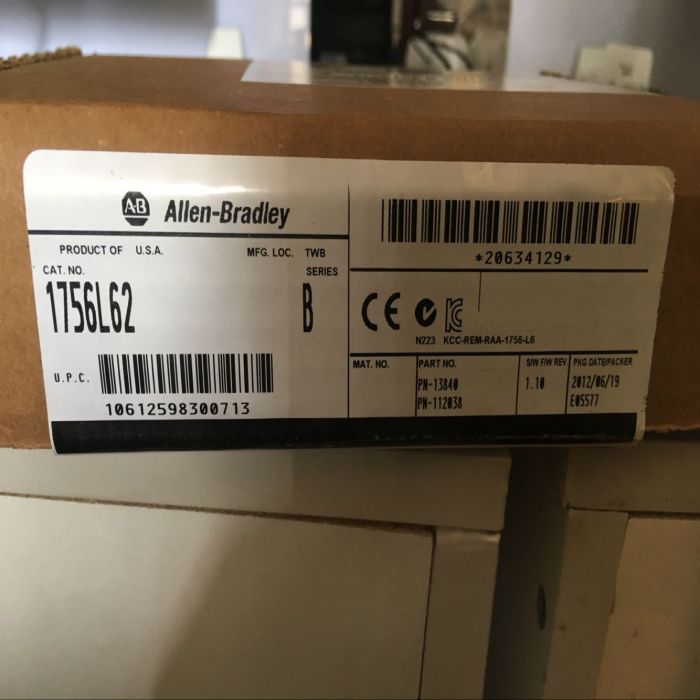 AB Allen-Bradley
*20634129*
PRODUCT OF U.S.A. MFG. LOC. TWB
CAT. NO. SERIES
1756L62 B
CE
N223 KCC-REM-RAA-1756-L6
U.P.C.
10612598300713
MAT. NO. PART NO. S/W F/W REV. PKG DATE/PACKER
PN-13840 1.10 2012/06/19
PN-112038 E05577